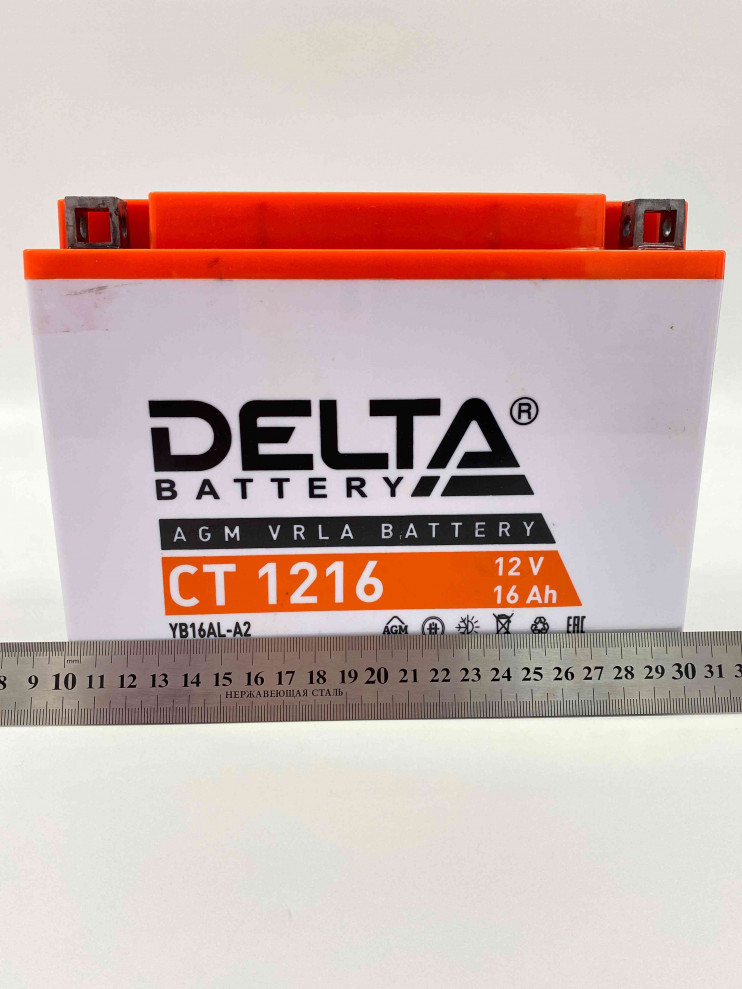 DELTA®
BATTERY
AGM VRLA BATTERY
CT 1216
12 V
16 Ah
YB16AL-A2
AGM
EAC
mm
8 9 10 11 12 13 14 15 16 17 18 19 20 21 22 23 24 25 26 27 28 29 30 31
НЕРЖАВЕЮЩАЯ СТАЛЬ